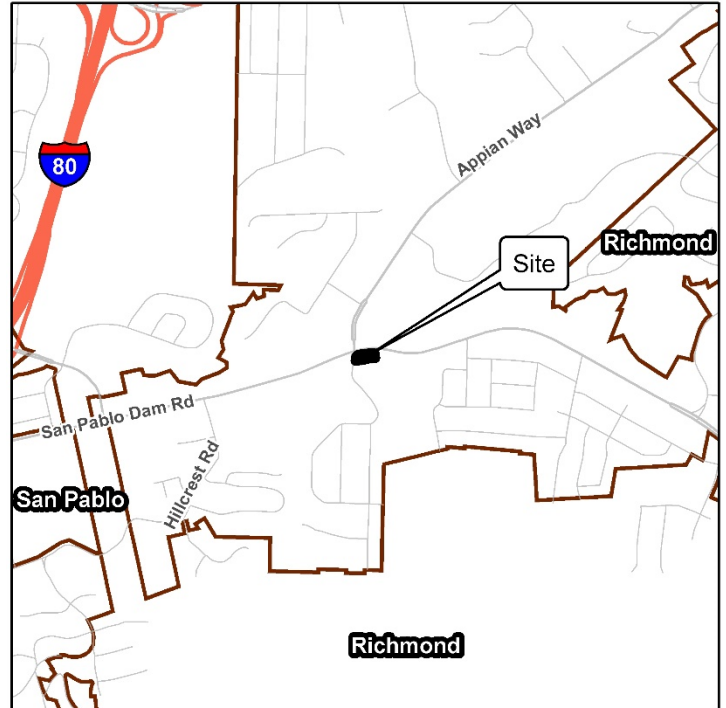 Appian Way
80
Richmond
Site
San Pablo Dam Rd
Hillcrest Rd
San Pablo
Richmond